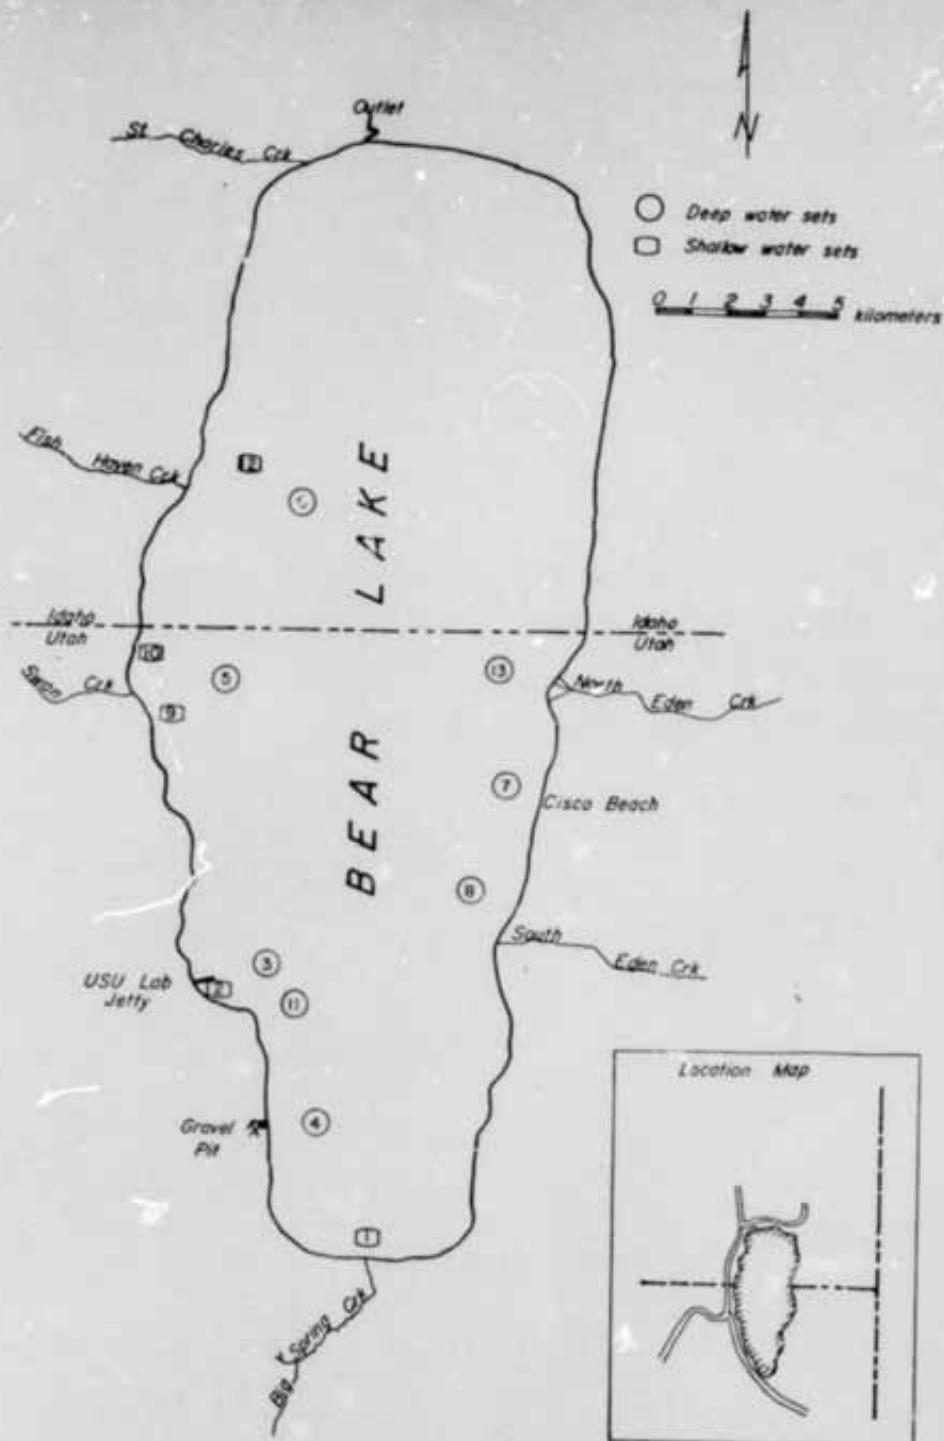 Outlet
St Charles Crk
N
Deep water sets
Shallow water sets
0 1 2 3 4 5 kilometers
Fish Haven Crk
BEAR LAKE
Idaho
Utah
Idaho
Utah
10
5
13
Swan Crk
9
North Eden Crk
7
Cisco Beach
8
South Eden Crk
3
USU Lab
Jetty
2
11
Gravel
Pit
4
1
Big Spring Crk
Location Map